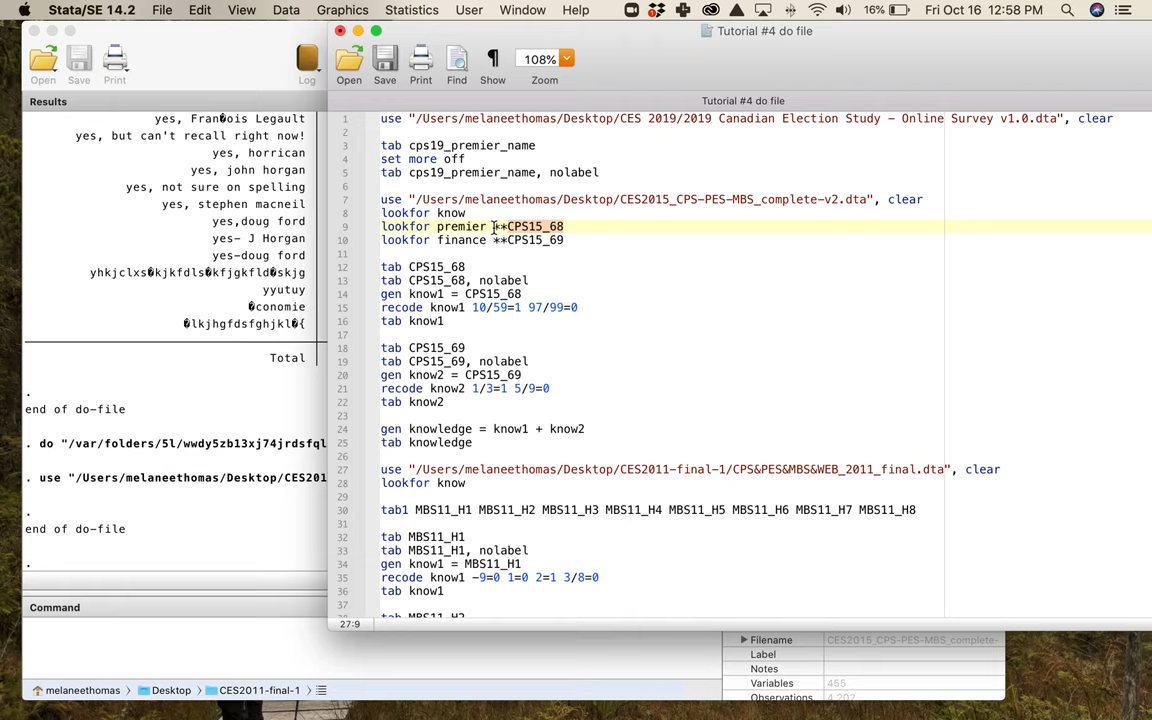 Stata/SE 14.2 File Edit View Data Graphics Statistics User Window Help 16% Fri Oct 16 12:58 PM
Tutorial #4 do file
Open Save Print Log
Open Save Print Find Show 108% Zoom
Results
Tutorial #4 do file
yes, Fran�ois Legault
yes, but can't recall right now!
yes, horrican
yes, john horgan
yes, not sure on spelling
yes, stephen macneil
yes,doug ford
yes- J Horgan
yes-doug ford
yhkjclxs�kjkfdls�kfjgkfld�skjg
yyutuy
�conomie
�lkjhgfdsfghjkl�{
Total
.
end of do-file
. do "/var/folders/5l/wwdy5zb13xj74jrdsfql
. use "/Users/melaneethomas/Desktop/CES201
.
end of do-file
.
1 use "/Users/melaneethomas/Desktop/CES 2019/2019 Canadian Election Study - Online Survey v1.0.dta", clear
2
3 tab cps19_premier_name
4 set more off
5 tab cps19_premier_name, nolabel
6
7 use "/Users/melaneethomas/Desktop/CES2015_CPS-PES-MBS_complete-v2.dta", clear
8 lookfor know
9 lookfor premier **CPS15_68
10 lookfor finance **CPS15_69
11
12 tab CPS15_68
13 tab CPS15_68, nolabel
14 gen know1 = CPS15_68
15 recode know1 10/59=1 97/99=0
16 tab know1
17
18 tab CPS15_69
19 tab CPS15_69, nolabel
20 gen know2 = CPS15_69
21 recode know2 1/3=1 5/9=0
22 tab know2
23
24 gen knowledge = know1 + know2
25 tab knowledge
26
27 use "/Users/melaneethomas/Desktop/CES2011-final-1/CPS&PES&MBS&WEB_2011_final.dta", clear
28 lookfor know
29
30 tab1 MBS11_H1 MBS11_H2 MBS11_H3 MBS11_H4 MBS11_H5 MBS11_H6 MBS11_H7 MBS11_H8
31
32 tab MBS11_H1
33 tab MBS11_H1, nolabel
34 gen know1 = MBS11_H1
35 recode know1 -9=0 1=0 2=1 3/8=0
36 tab know1
37
38 tab MBS11_H2
27:9
Command
Filename CES2015_CPS-PES-MBS_complete-
Label
Notes
Variables 455
Observations 4,202
melaneethomas Desktop CES2011-final-1